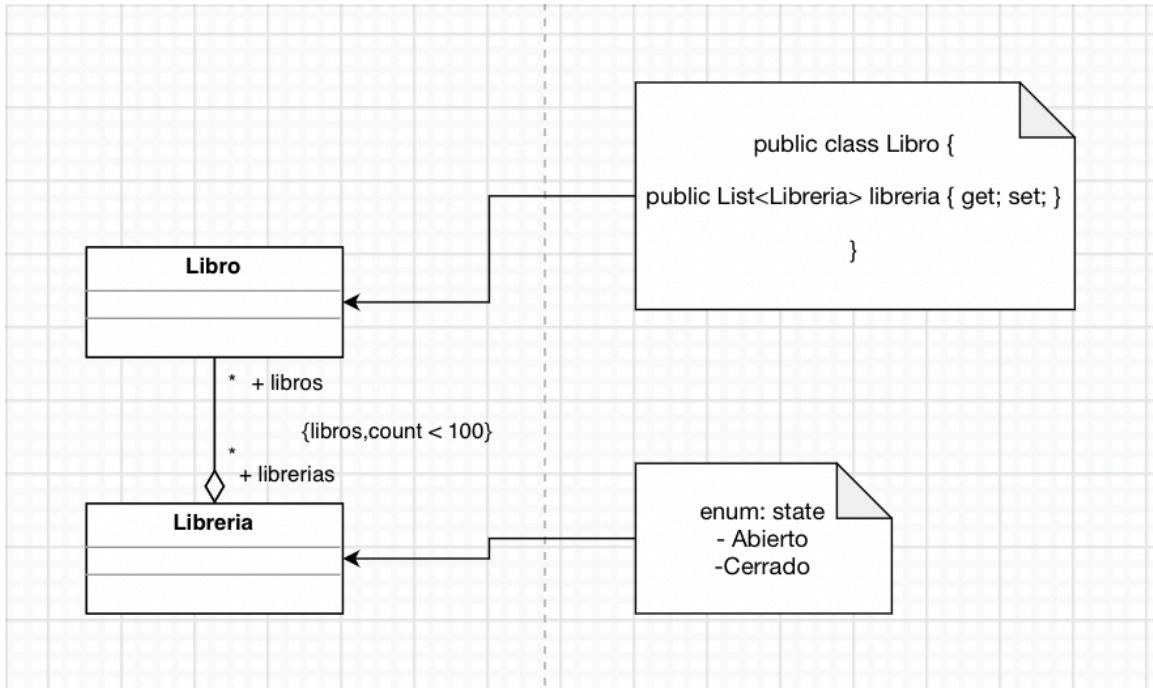 public class Libro {
public List<Libreria> libreria { get; set; }
}
Libro
* + libros
{libros,count < 100}
*
+ librerias
Libreria
enum: state
- Abierto
-Cerrado